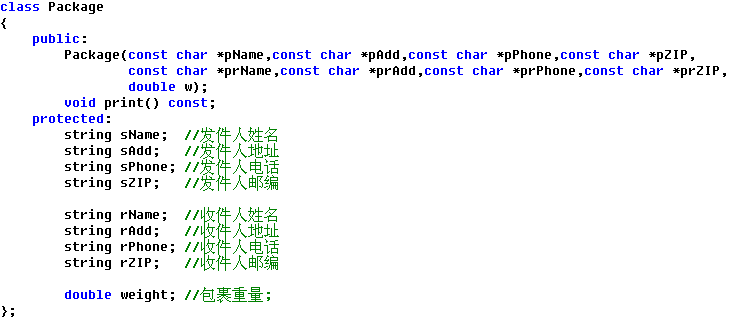 class Package
{
public:
Package(const char *pName,const char *pAdd,const char *pPhone,const char *pZIP,
const char *prName,const char *prAdd,const char *prPhone,const char *prZIP,
double w);
void print() const;
protected:
string sName; //发件人姓名
string sAdd; //发件人地址
string sPhone; //发件人电话
string sZIP; //发件人邮编
string rName; //收件人姓名
string rAdd; //收件人地址
string rPhone; //收件人电话
string rZIP; //收件人邮编
double weight; //包裹重量;
};